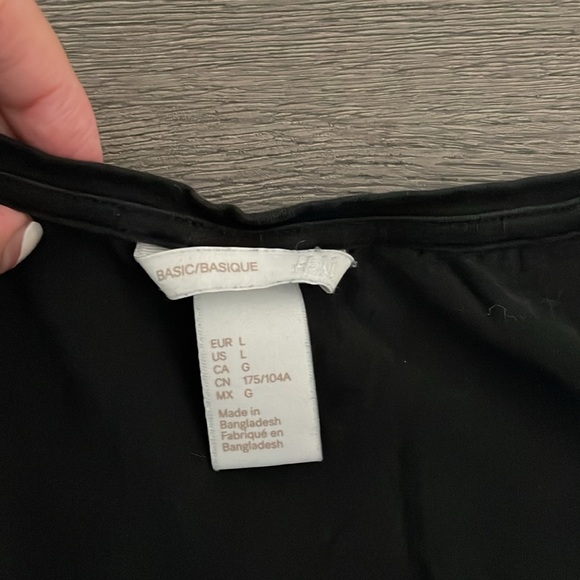 BASIC/BASIQUE H&M
EUR L
US L
CA G
CN 175/104A
MX G
Made in
Bangladesh
Fabriqué en
Bangladesh